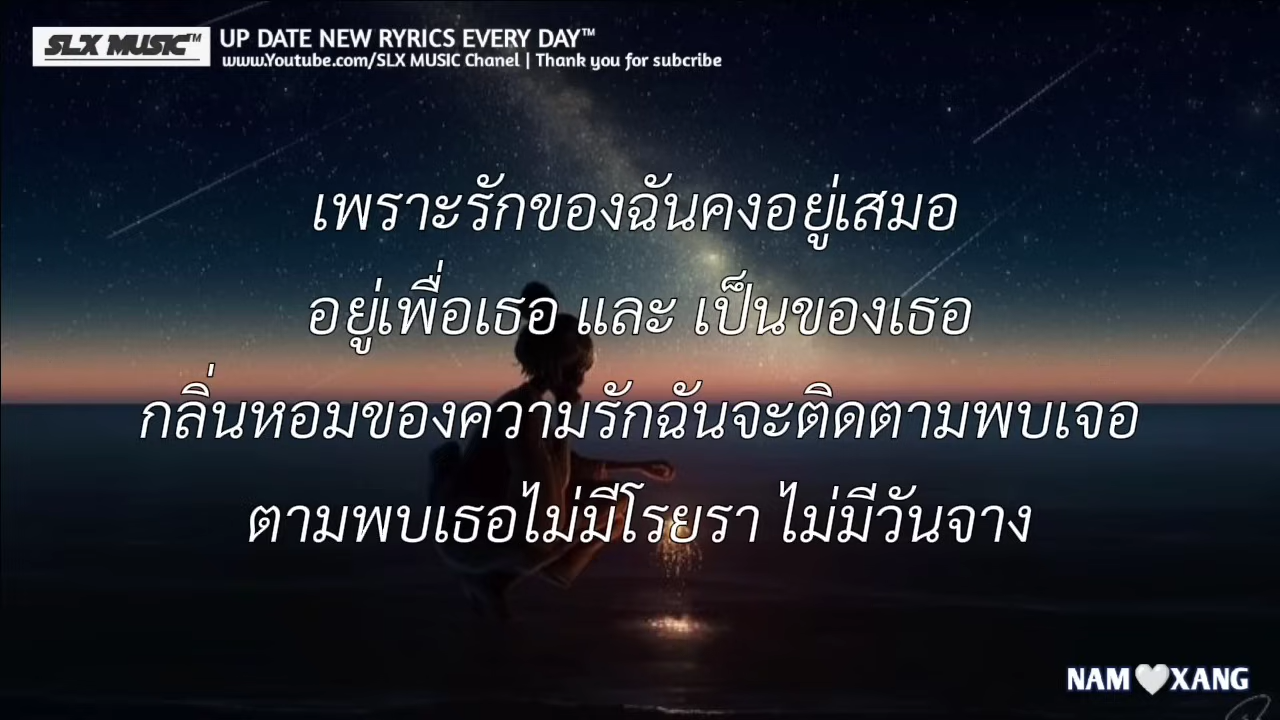 SLX MUSIC™ UP DATE NEW RYRICS EVERY DAY™
www.Youtube.com/SLX MUSIC Chanel | Thank you for subcribe
เพราะรักของฉันคงอยู่เสมอ
อยู่เพื่อเธอ และ เป็นของเธอ
กลิ่นหอมของความรักฉันจะติดตามพบเจอ
ตามพบเธอไม่มีโรยรา ไม่มีวันจาง
NAM🤍XANG